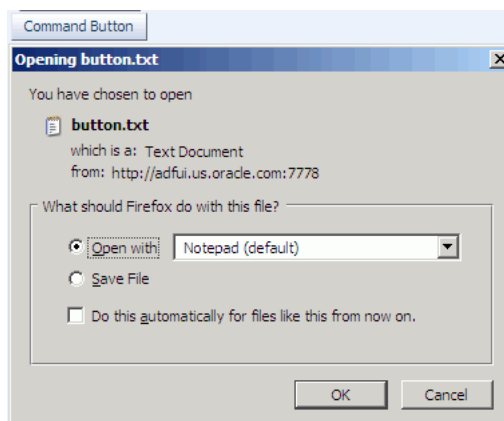 Command Button
Opening button.txt
You have chosen to open
button.txt
which is a: Text Document
from: http://adfui.us.oracle.com:7778
What should Firefox do with this file?
Open with Notepad (default)
Save File
Do this automatically for files like this from now on.
OK Cancel